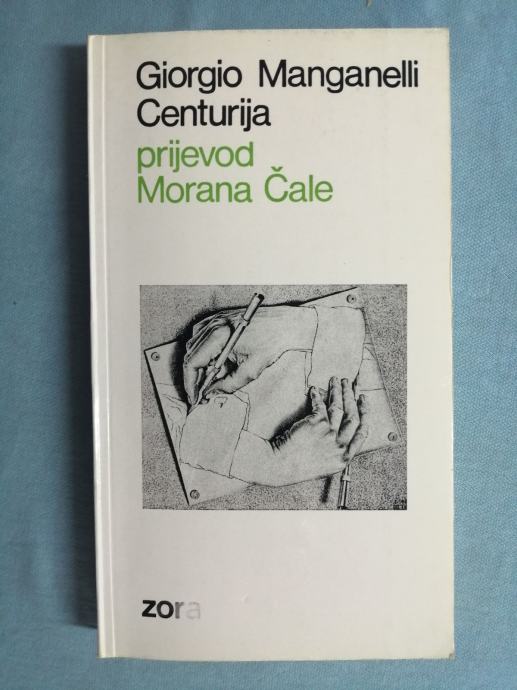 Giorgio Manganelli
Centurija
prijevod
Morana Čale
zora